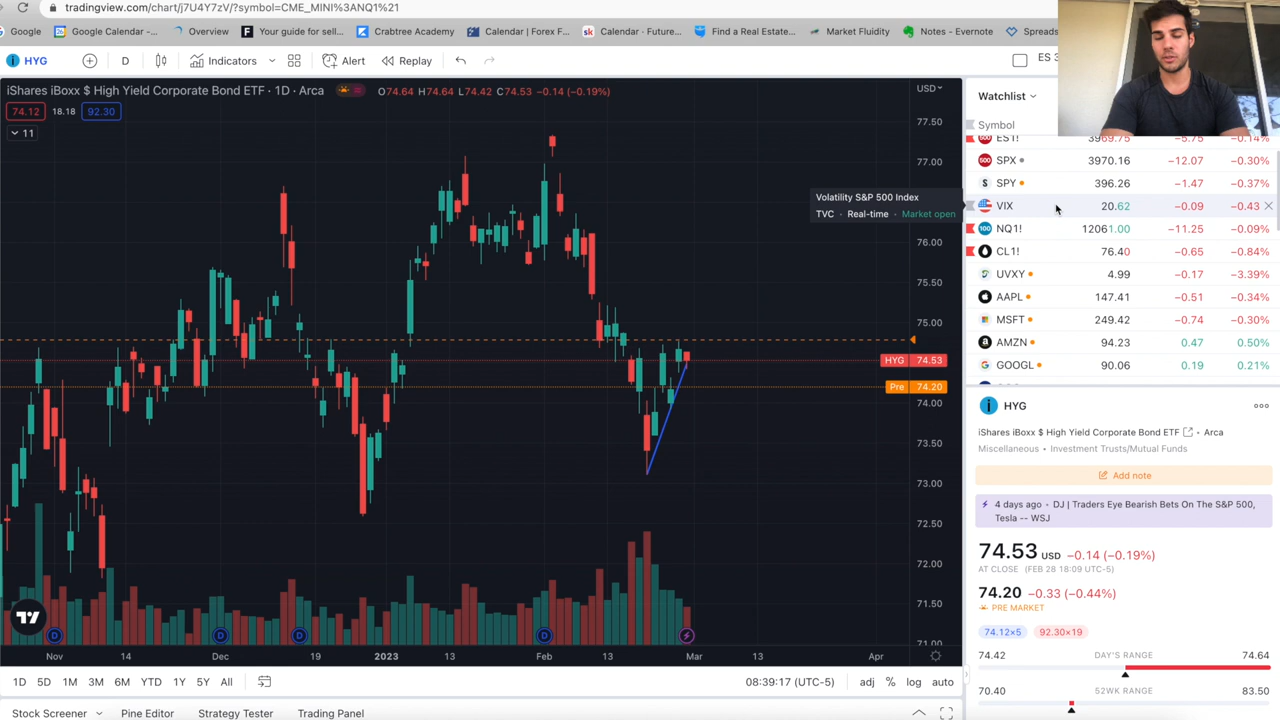 tradingview.com/chart/j7U4Y7zV/?symbol=CME_MINI%3ANQ1%21
Google
Google Calendar -...
Overview
Your guide for sell...
Crabtree Academy
Calendar | Forex F...
Calendar · Future...
Find a Real Estate...
Market Fluidity
Notes - Evernote
Spreads
HYG
D
Indicators
Alert
Replay
ES 3
iShares iBoxx $ High Yield Corporate Bond ETF · 1D · Arca
O74.64 H74.64 L74.42 C74.53 −0.14 (−0.19%)
USD
74.12
18.18
92.30
11
77.50
77.00
76.00
75.50
75.00
HYG 74.53
Pre 74.20
74.00
73.50
73.00
72.50
72.00
71.50
71.00
Volatility S&P 500 Index
TVC · Real-time · Market open
D
D
D
D
Nov
14
Dec
19
2023
13
Feb
13
Mar
13
Apr
1D 5D 1M 3M 6M YTD 1Y 5Y All
08:39:17 (UTC-5)
adj
%
log
auto
Stock Screener
Pine Editor
Strategy Tester
Trading Panel
Watchlist
Symbol
ES1! 3969.75 −5.75 −0.14%
SPX 3970.16 −12.07 −0.30%
SPY 396.26 −1.47 −0.37%
VIX 20.62 −0.09 −0.43
NQ1! 12061.00 −11.25 −0.09%
CL1! 76.40 −0.65 −0.84%
UVXY 4.99 −0.17 −3.39%
AAPL 147.41 −0.51 −0.34%
MSFT 249.42 −0.74 −0.30%
AMZN 94.23 0.47 0.50%
GOOGL 90.06 0.19 0.21%
HYG
iShares iBoxx $ High Yield Corporate Bond ETF · Arca
Miscellaneous · Investment Trusts/Mutual Funds
Add note
4 days ago · DJ | Traders Eye Bearish Bets On The S&P 500,
Tesla -- WSJ
74.53 USD −0.14 (−0.19%)
AT CLOSE (FEB 28 18:09 UTC-5)
74.20 −0.33 (−0.44%)
PRE MARKET
74.12×5
92.30×19
74.42 DAY'S RANGE 74.64
70.40 52WK RANGE 83.50